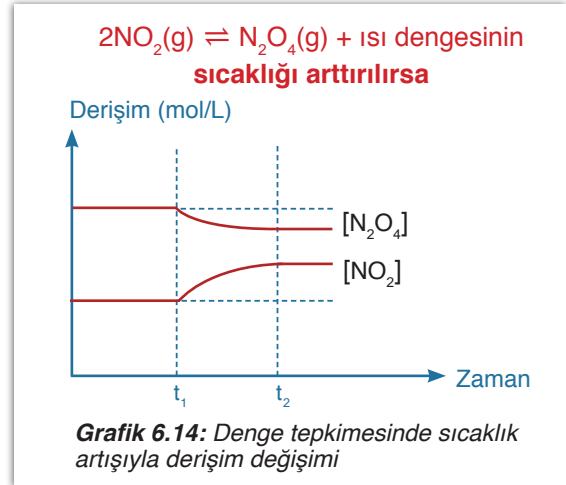 2NO₂(g) ⇌ N₂O₄(g) + ısı dengesinin
sıcaklığı arttırılırsa
Derişim (mol/L)
[N₂O₄]
[NO₂]
Zaman
t₁
t₂
Grafik 6.14: Denge tepkimesinde sıcaklık
artışıyla derişim değişimi